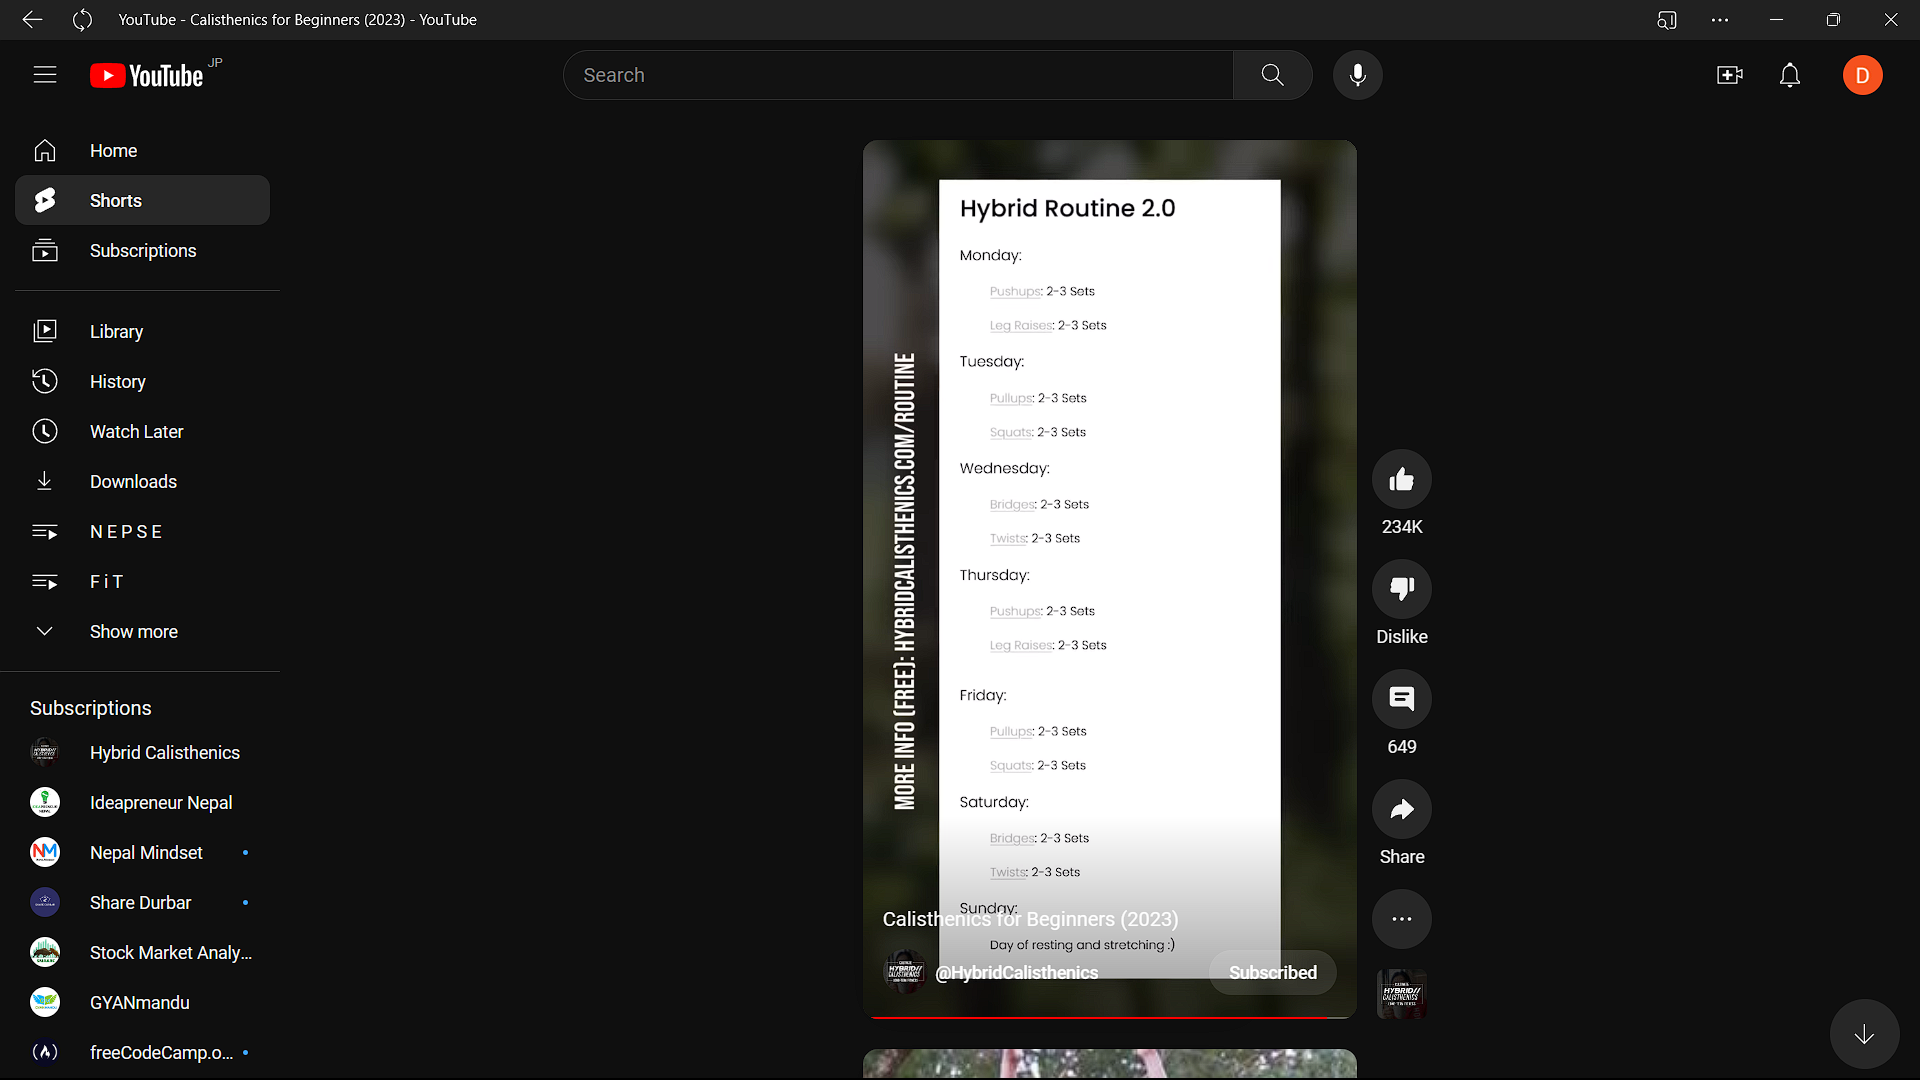 YouTube - Calisthenics for Beginners (2023) - YouTube
YouTube JP
Search
D
Home
Shorts
Subscriptions
Library
History
Watch Later
Downloads
N E P S E
F i T
Show more
Subscriptions
Hybrid Calisthenics
Ideapreneur Nepal
Nepal Mindset
Share Durbar
Stock Market Analy...
GYANmandu
freeCodeCamp.o...
MORE INFO (FREE): HYBRIDCALISTHENICS.COM/ROUTINE
Hybrid Routine 2.0
Monday:
Pushups: 2-3 Sets
Leg Raises: 2-3 Sets
Tuesday:
Pullups: 2-3 Sets
Squats: 2-3 Sets
Wednesday:
Bridges: 2-3 Sets
Twists: 2-3 Sets
Thursday:
Pushups: 2-3 Sets
Leg Raises: 2-3 Sets
Friday:
Pullups: 2-3 Sets
Squats: 2-3 Sets
Saturday:
Bridges: 2-3 Sets
Twists: 2-3 Sets
Sunday:
Calisthenics for Beginners (2023)
Day of resting and stretching :)
@HybridCalisthenics
Subscribed
234K
Dislike
649
Share
HYBRID//
CALISTHENICS